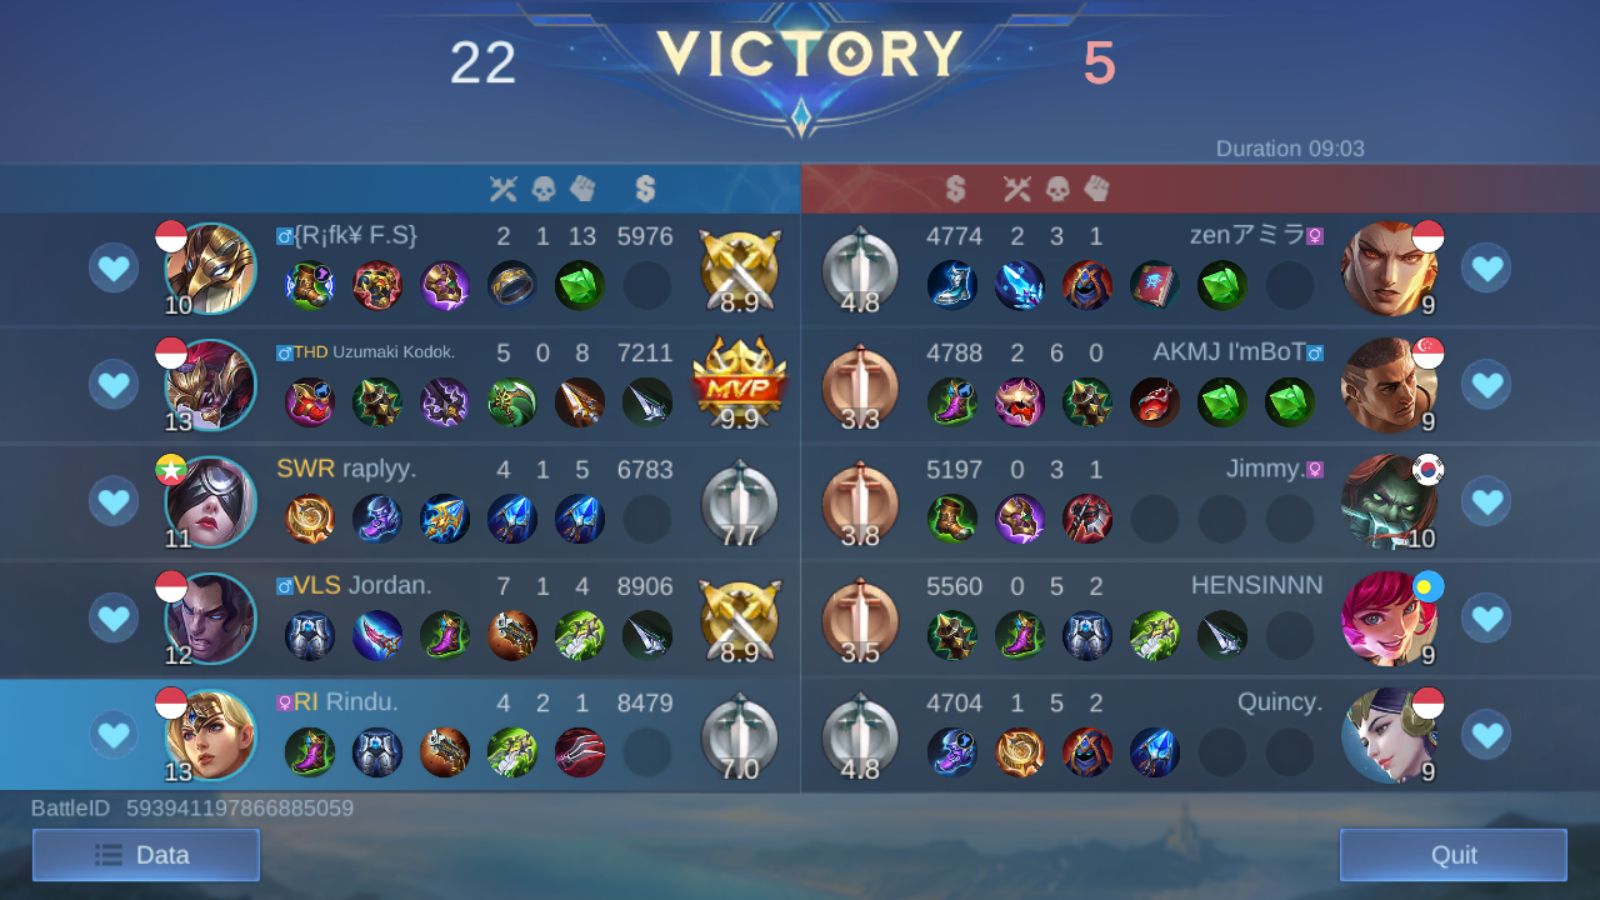 22 VICTORY 5
Duration 09:03
{R¡fk¥ F.S} 2 1 13 5976
10 8.9
4774 2 3 1 zenアミラ
4.8 9
THD Uzumaki Kodok. 5 0 8 7211
13 MVP 9.9
4788 2 6 0 AKMJ I'mBoT
3.3 9
SWR raplyy. 4 1 5 6783
11 7.7
5197 0 3 1 Jimmy.
3.8 10
VLS Jordan. 7 1 4 8906
12 8.9
5560 0 5 2 HENSINNN
3.5 9
RI Rindu. 4 2 1 8479
13 7.0
4704 1 5 2 Quincy.
4.8 9
BattleID 593941197866885059
Data
Quit